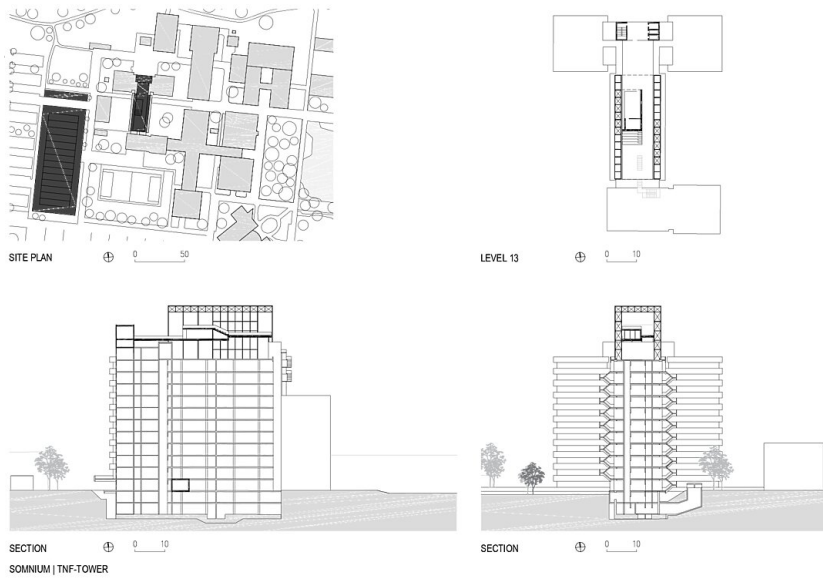 SITE PLAN 0 50
LEVEL 13 0 10
SECTION 0 10
SECTION 0 10
SOMNIUM | TNF-TOWER